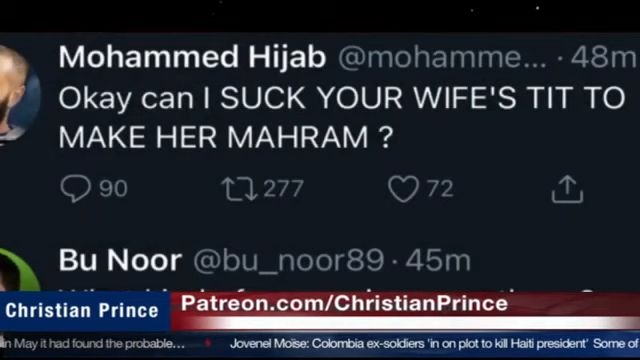 Mohammed Hijab @mohamme... · 48m
Okay can I SUCK YOUR WIFE'S TIT TO
MAKE HER MAHRAM ?
90 277 72
Bu Noor @bu_noor89 · 45m
Christian Prince
Patreon.com/ChristianPrince
in May it had found the probable... Jovenel Moïse: Colombia ex-soldiers 'in on plot to kill Haiti president' Some of